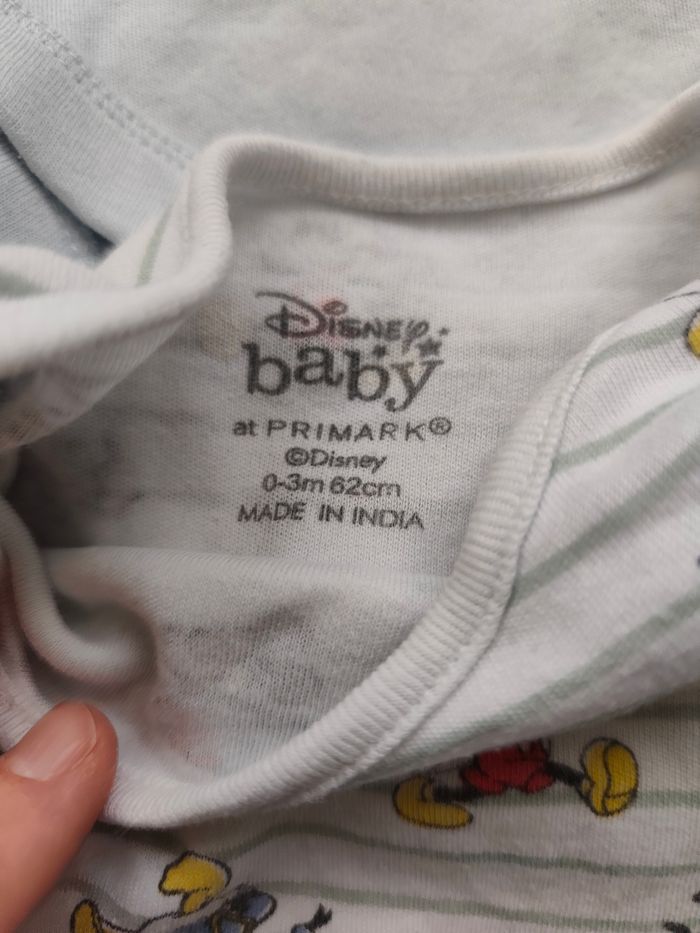 Disney
baby
at PRIMARK®
©Disney
0-3m 62cm
MADE IN INDIA